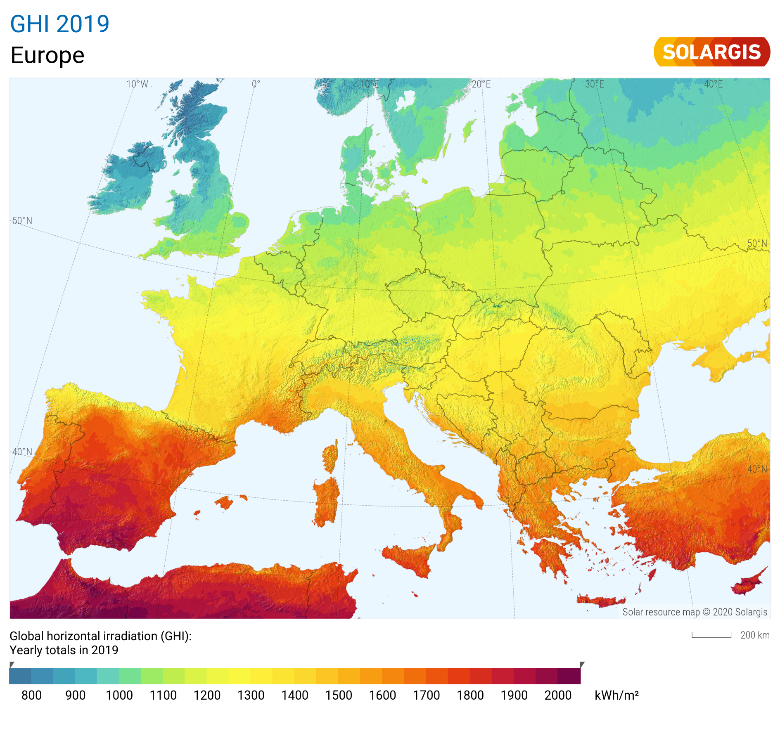 GHI 2019
Europe
SOLARGIS
10°W
0°
10°E
20°E
30°E
40°E
50°N
50°N
40°N
40°N
Solar resource map © 2020 Solargis
Global horizontal irradiation (GHI):
Yearly totals in 2019
200 km
800 900 1000 1100 1200 1300 1400 1500 1600 1700 1800 1900 2000 kWh/m²